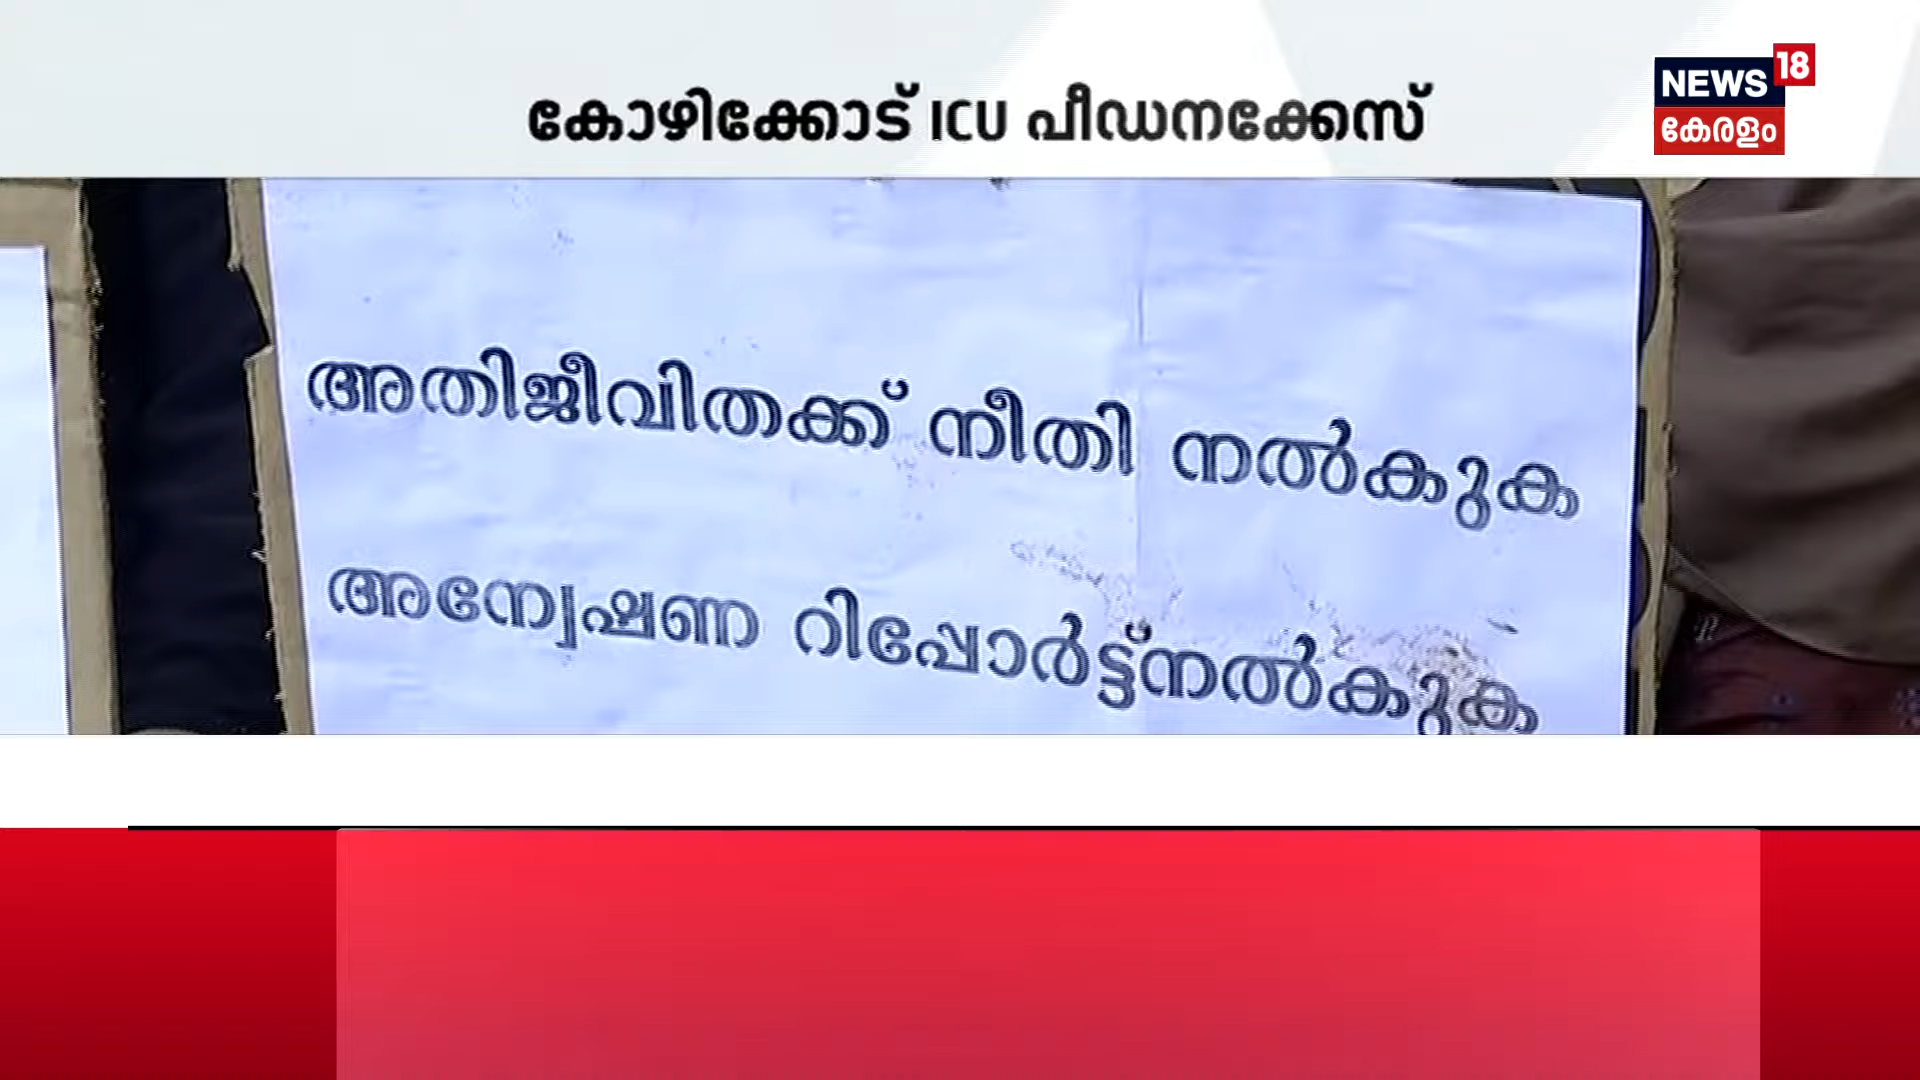 കോഴിക്കോട് ICU പീഡനക്കേസ്
NEWS 18
കേരളം
അതിജീവിതക്ക് നീതി നൽകുക
അന്വേഷണ റിപ്പോർട്ട്നൽകുക